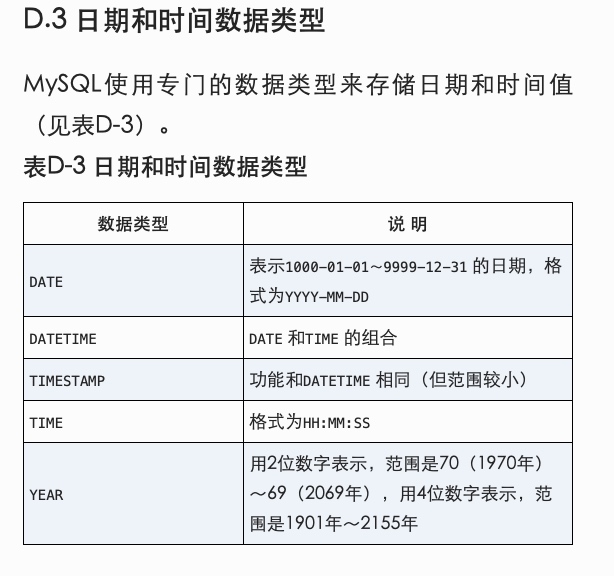 D.3 日期和时间数据类型
MySQL使用专门的数据类型来存储日期和时间值
（见表D-3）。
表D-3 日期和时间数据类型
数据类型 说 明
DATE 表示1000-01-01～9999-12-31 的日期，格
式为YYYY-MM-DD
DATETIME DATE 和TIME 的组合
TIMESTAMP 功能和DATETIME 相同（但范围较小）
TIME 格式为HH:MM:SS
用2位数字表示，范围是70（1970年）
YEAR ～69（2069年），用4位数字表示，范
围是1901年～2155年